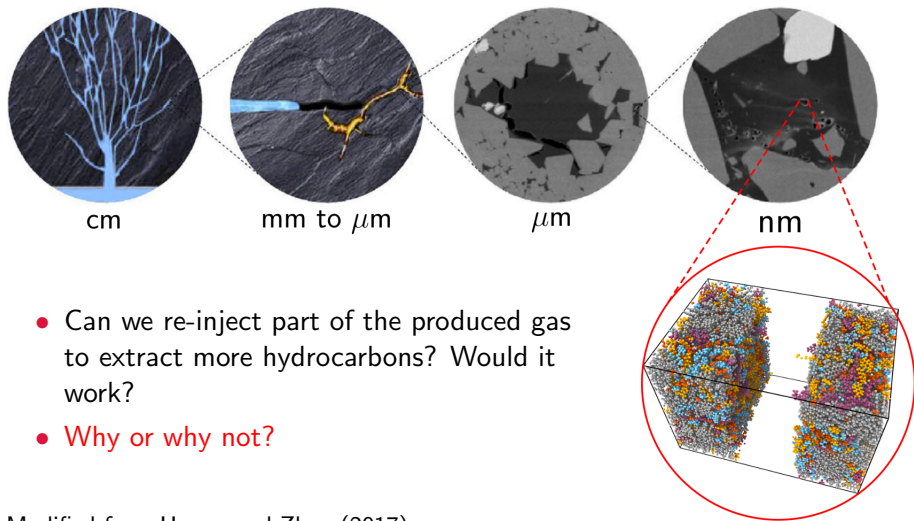 cm
mm to μm
μm
nm
• Can we re-inject part of the produced gas
to extract more hydrocarbons? Would it
work?
• Why or why not?